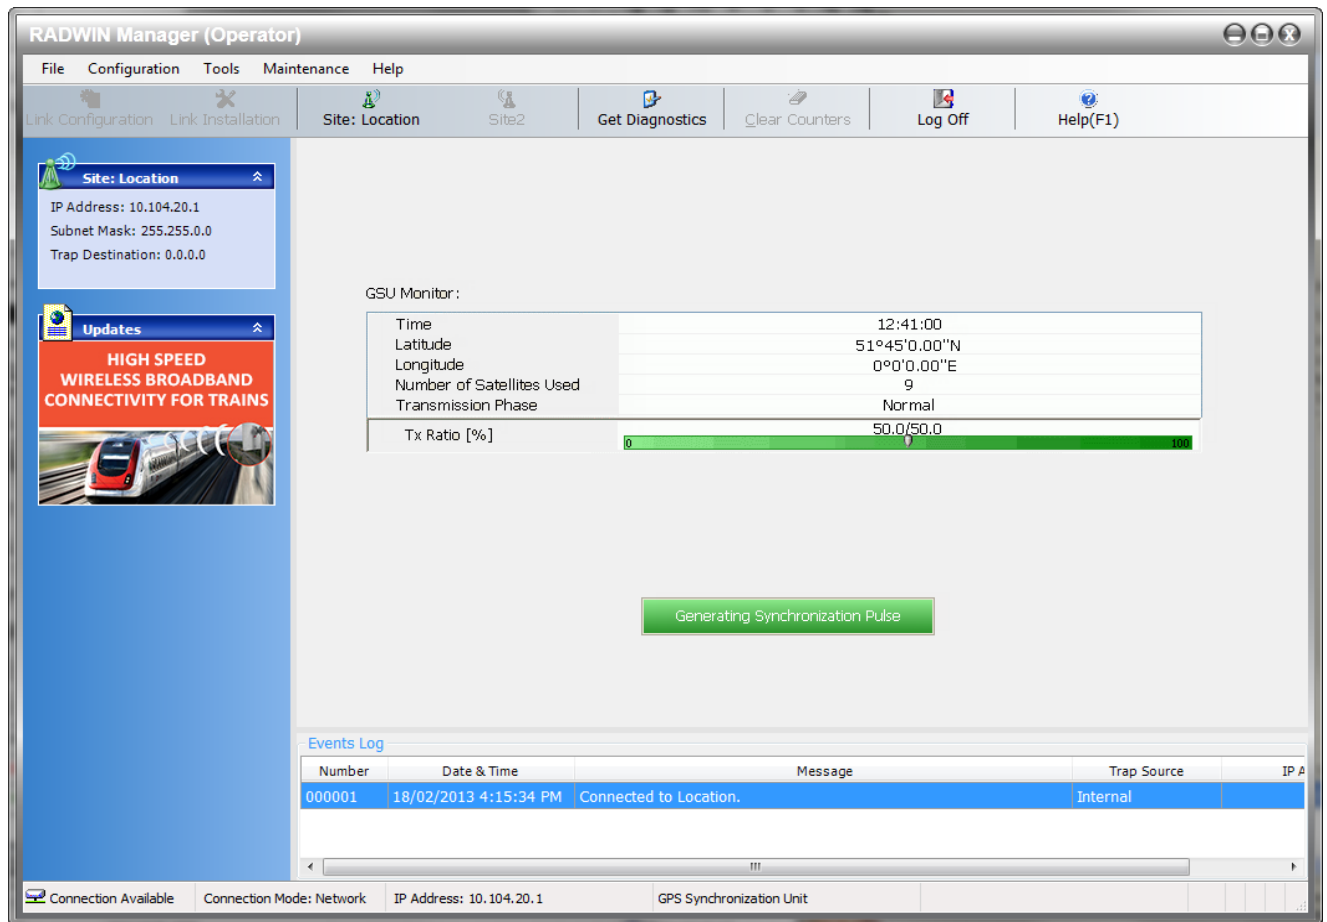 RADWIN Manager (Operator)
File Configuration Tools Maintenance Help
Link Configuration Link Installation Site: Location Site2 Get Diagnostics Clear Counters Log Off Help(F1)
Site: Location
IP Address: 10.104.20.1
Subnet Mask: 255.255.0.0
Trap Destination: 0.0.0.0
Updates
HIGH SPEED
WIRELESS BROADBAND
CONNECTIVITY FOR TRAINS
GSU Monitor:
Time 12:41:00
Latitude 51°45'0.00"N
Longitude 0°0'0.00"E
Number of Satellites Used 9
Transmission Phase Normal
Tx Ratio [%] 50.0/50.0
0 100
Generating Synchronization Pulse
Events Log
Number Date & Time Message Trap Source IP A
000001 18/02/2013 4:15:34 PM Connected to Location. Internal
Connection Available Connection Mode: Network IP Address: 10.104.20.1 GPS Synchronization Unit